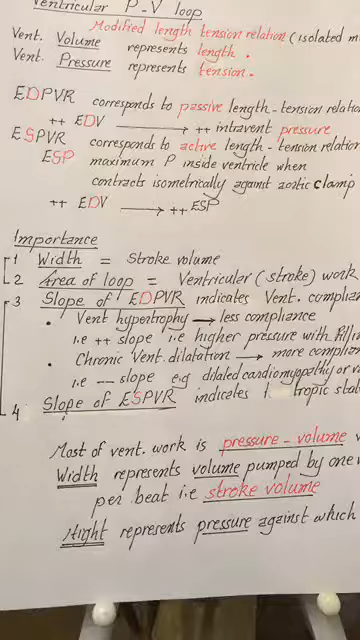 Ventricular P-V loop
Modified length tension relation (isolated
Vent. Volume represents length.
Vent. Pressure represents tension.
EDPVR corresponds to passive length-tension
++ EDV → ++ intravent pressure
ESPVR corresponds to active length-tension
ESP maximum P inside ventricle when
contracts isometrically against aortic clamp
++ EDV → ++ ESP
Importance
1 Width = Stroke volume
2 Area of loop = Ventricular (stroke) work
3 Slope of EDPVR indicates Vent.
• Vent hypertrophy → less compliance
i.e ++ slope i.e higher pressure with
• Chronic Vent. dilatation → more
i.e -- slope e.g dilated cardiomyopathy or
4 Slope of ESPVR indicates tropic
Most of vent. work is pressure-volume
Width represents volume pumped by one
per beat i.e stroke volume
Hight represents pressure against which